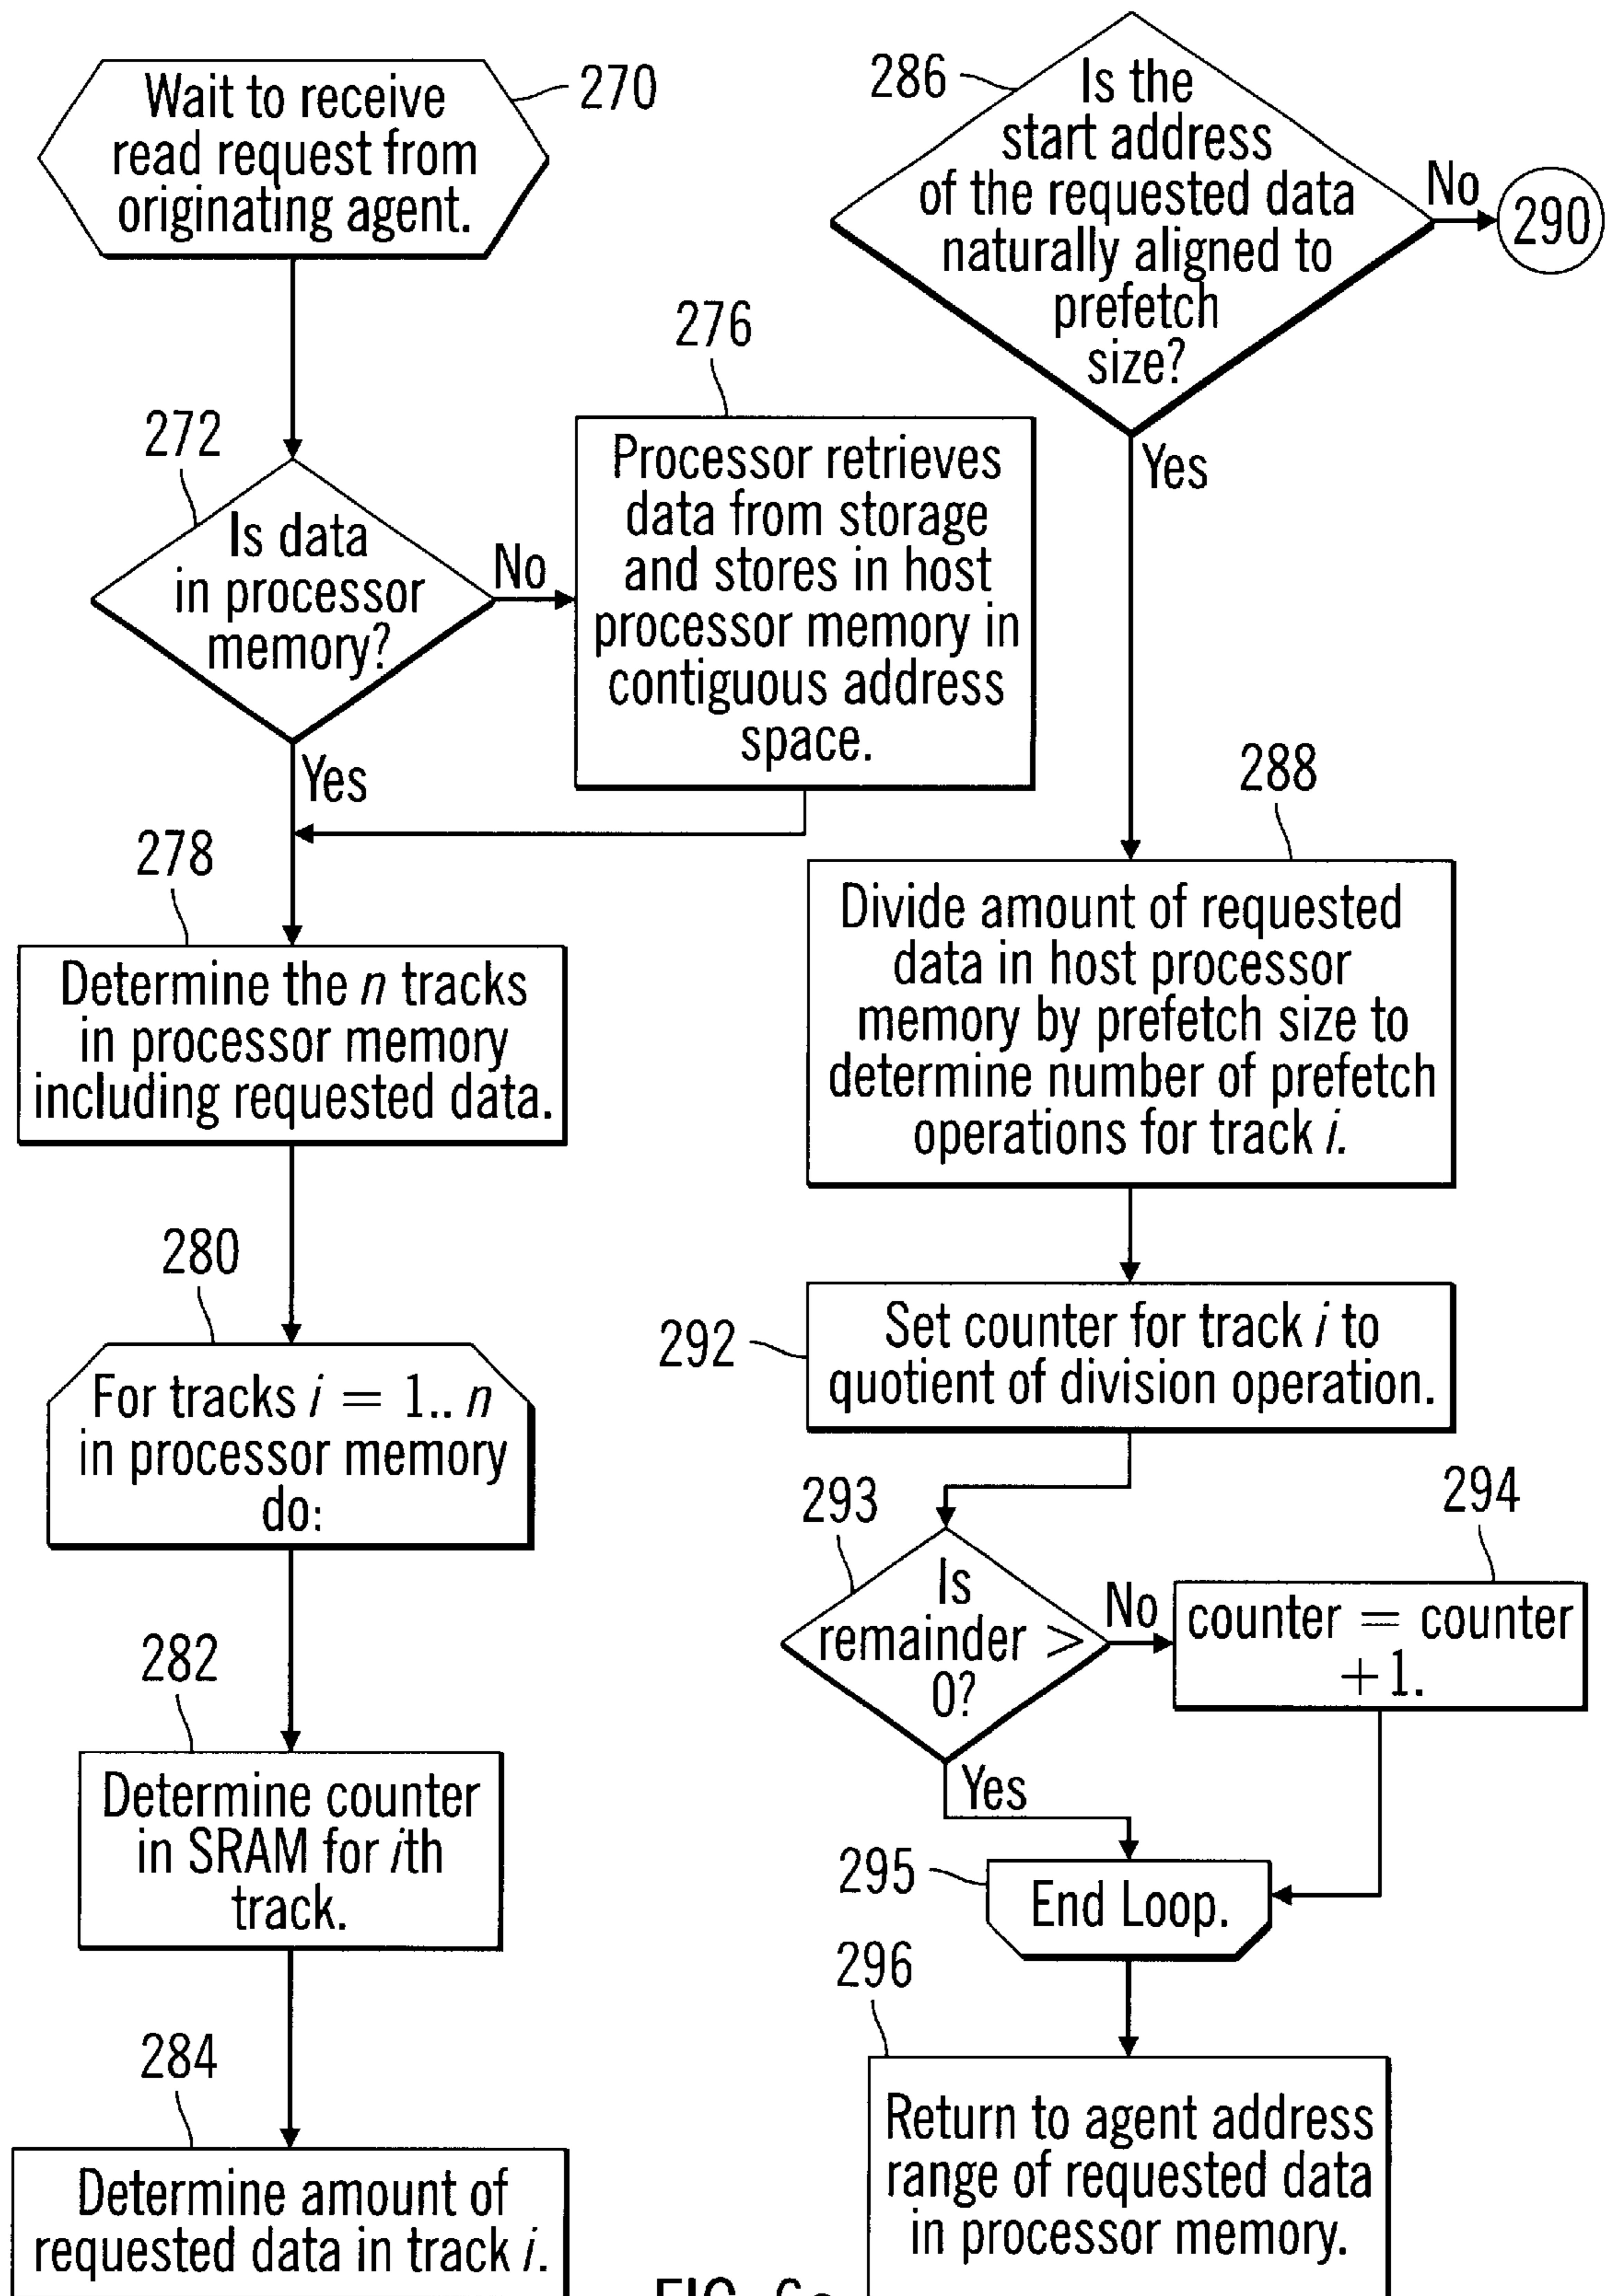 270
Wait to receive
read request from
originating agent.
272
Is data
in processor
memory?
No
Yes
276
Processor retrieves
data from storage
and stores in host
processor memory in
contiguous address
space.
278
Determine the n tracks
in processor memory
including requested data.
280
For tracks i = 1.. n
in processor memory
do:
282
Determine counter
in SRAM for ith
track.
284
Determine amount of
requested data in track i.
286
Is the
start address
of the requested data
naturally aligned to
prefetch
size?
No
290
Yes
288
Divide amount of requested
data in host processor
memory by prefetch size to
determine number of prefetch
operations for track i.
292
Set counter for track i to
quotient of division operation.
293
Is
remainder >
0?
No
294
counter = counter
+1.
Yes
295
End Loop.
296
Return to agent address
range of requested data
in processor memory.